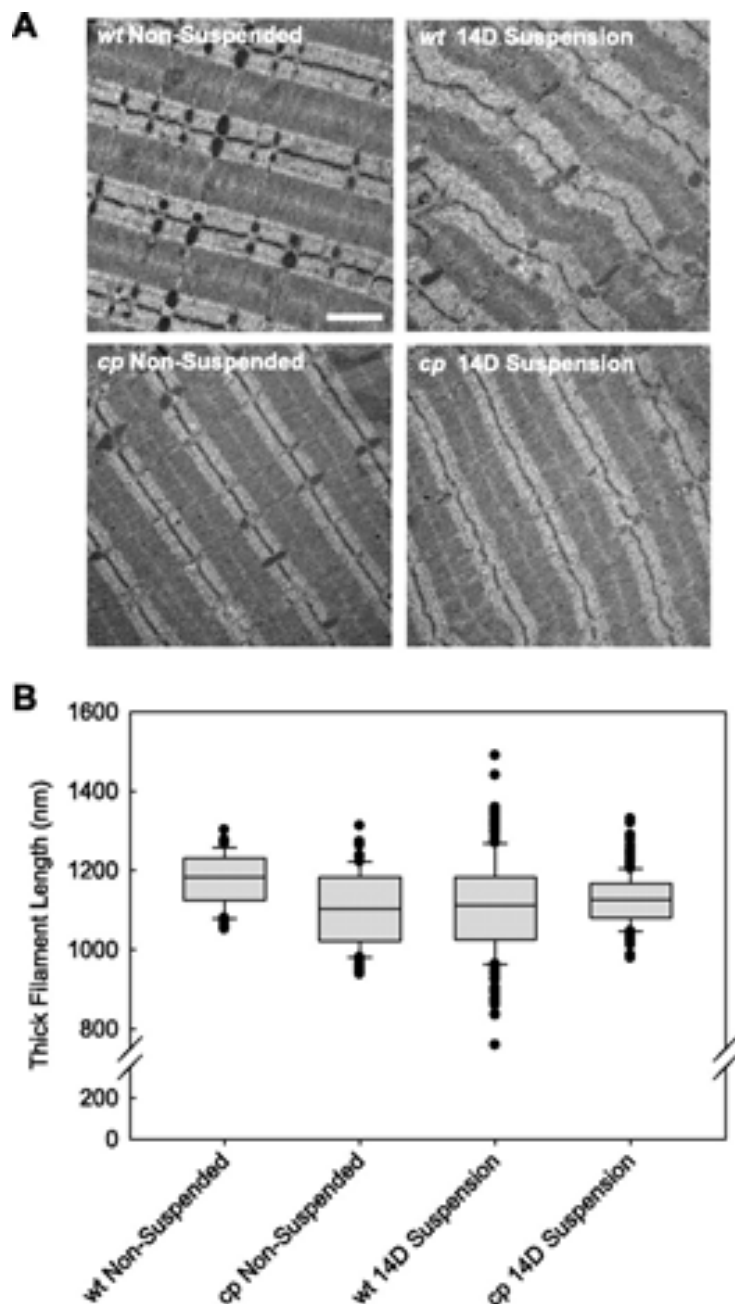 A
wt Non-Suspended
wt 14D Suspension
cp Non-Suspended
cp 14D Suspension
B
Thick Filament Length (nm)
1600
1400
1200
1000
800
200
0
wt Non-Suspended
cp Non-Suspended
wt 14D Suspension
cp 14D Suspension